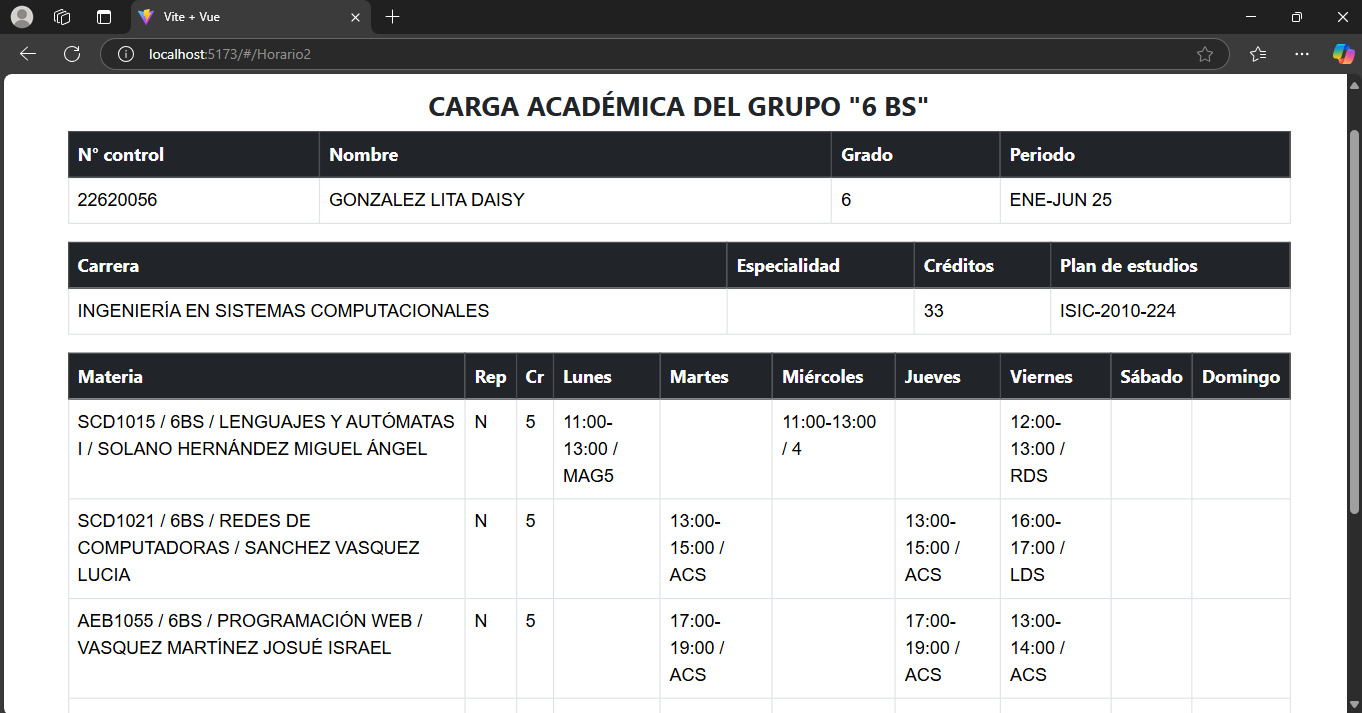 Vite + Vue
localhost:5173/#/Horario2
CARGA ACADÉMICA DEL GRUPO "6 BS"
N° control Nombre Grado Periodo
22620056 GONZALEZ LITA DAISY 6 ENE-JUN 25
Carrera Especialidad Créditos Plan de estudios
INGENIERÍA EN SISTEMAS COMPUTACIONALES 33 ISIC-2010-224
Materia Rep Cr Lunes Martes Miércoles Jueves Viernes Sábado Domingo
SCD1015 / 6BS / LENGUAJES Y AUTÓMATAS N 5 11:00- 11:00-13:00 12:00-
I / SOLANO HERNÁNDEZ MIGUEL ÁNGEL 13:00 / / 4 13:00 /
MAG5 RDS
SCD1021 / 6BS / REDES DE N 5 13:00- 13:00- 16:00-
COMPUTADORAS / SANCHEZ VASQUEZ 15:00 / 15:00 / 17:00 /
LUCIA ACS ACS LDS
AEB1055 / 6BS / PROGRAMACIÓN WEB / N 5 17:00- 17:00- 13:00-
VASQUEZ MARTÍNEZ JOSUÉ ISRAEL 19:00 / 19:00 / 14:00 /
ACS ACS ACS